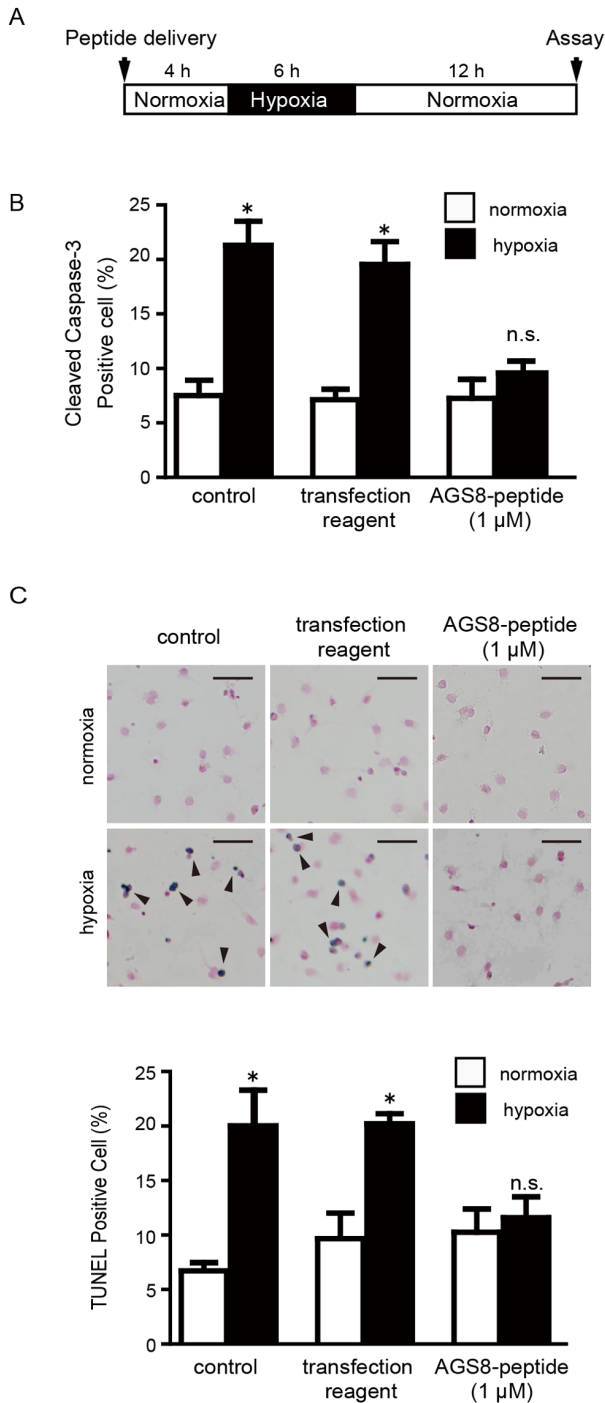 A
Peptide delivery
Assay
4 h
6 h
12 h
Normoxia
Hypoxia
Normoxia
B
Cleaved Caspase-3
Positive cell (%)
25
20
15
10
5
0
*
*
n.s.
normoxia
hypoxia
control
transfection
reagent
AGS8-peptide
(1 µM)
C
control
transfection
reagent
AGS8-peptide
(1 µM)
normoxia
hypoxia
TUNEL Positive Cell (%)
25
20
15
10
5
0
*
*
n.s.
normoxia
hypoxia
control
transfection
reagent
AGS8-peptide
(1 µM)